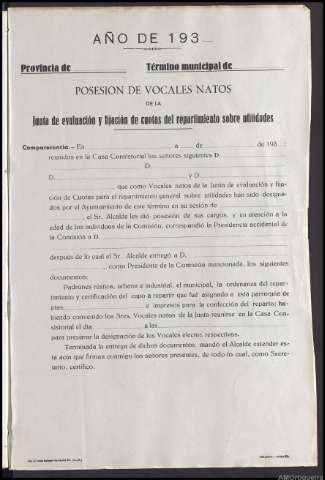 AÑO DE 193
Provincia de Término municipal de
POSESION DE VOCALES NATOS
DE LA
Junta de evaluación y fijación de cuotas del repartimiento sobre utilidades
Comparecencia.- En a de de 193
reunidos en la Casa Consistorial los señores siguientes D.
D.
D. y D.
que como Vocales natos de la Junta de evaluación y fija-
ción de Cuotas para el repartimiento general sobre utilidades han sido designa-
dos por el Ayuntamiento de este término en su sesión de
el Sr. Alcalde les dió posesión de sus cargos, y en atención a la
edad de los individuos de la Comisión, correspondió la Presidencia accidental de
la Comisión a D.
después de lo cual el Sr. Alcalde entregó a D.
como Presidente de la Comisión mencionada, los siguientes
documentos:
Padrones rústico, urbano e industrial, el municipal, la ordenanza del repar-
timiento y certificación del cupo a repartir que fué asignado a esta parroquia de
ptas. e impresos para la confección del reparto; ha-
biendo convenido los Sres. Vocales natos de la Junta reunirse en la Casa Con-
sistorial el día a las
para preparar la designación de los Vocales electos respectivos.
Terminada la entrega de dichos documentos, mandó el Alcalde extender es-
ta acta que firman conmigo los señores presentes, de todo lo cual, como Secre-
tario, certifico.